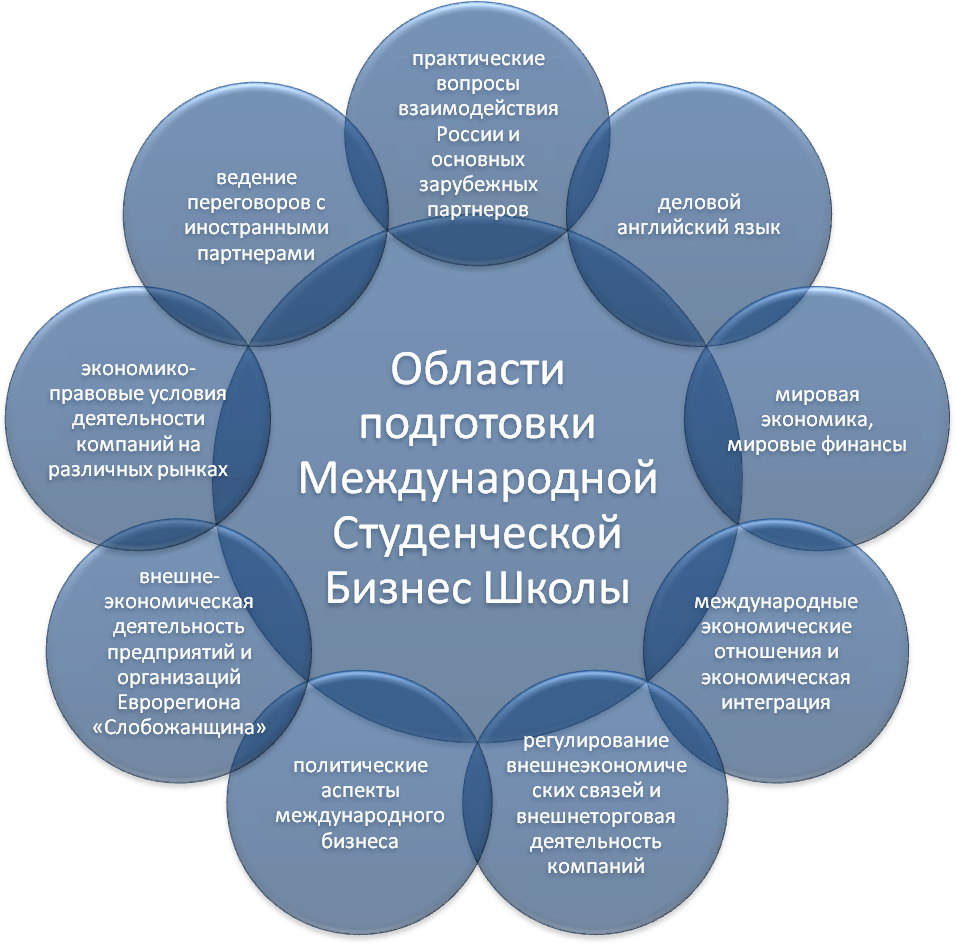 практические
вопросы
взаимодействия
России и
основных
зарубежных
партнеров
деловой
английский язык
мировая
экономика,
мировые финансы
международные
экономические
отношения и
экономическая
интеграция
регулирование
внешнеэкономиче
ских связей и
внешнеторговая
деятельность
компаний
политические
аспекты
международного
бизнеса
внешне-
экономическая
деятельность
предприятий и
организаций
Еврорегиона
«Слобожанщина»
экономико-
правовые условия
деятельности
компаний на
различных рынках
ведение
переговоров с
иностранными
партнерами
Области
подготовки
Международной
Студенческой
Бизнес Школы